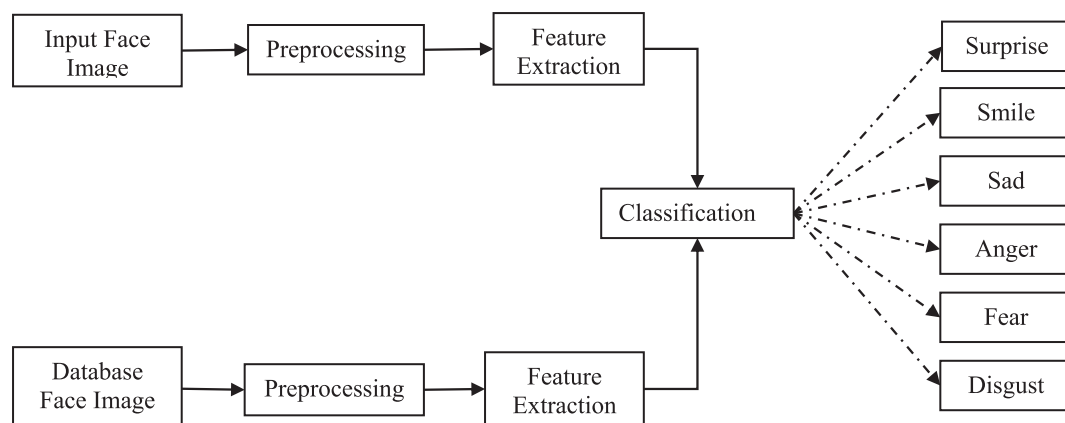 Input Face
Image
Preprocessing
Feature
Extraction
Classification
Surprise
Smile
Sad
Anger
Fear
Disgust
Database
Face Image
Preprocessing
Feature
Extraction